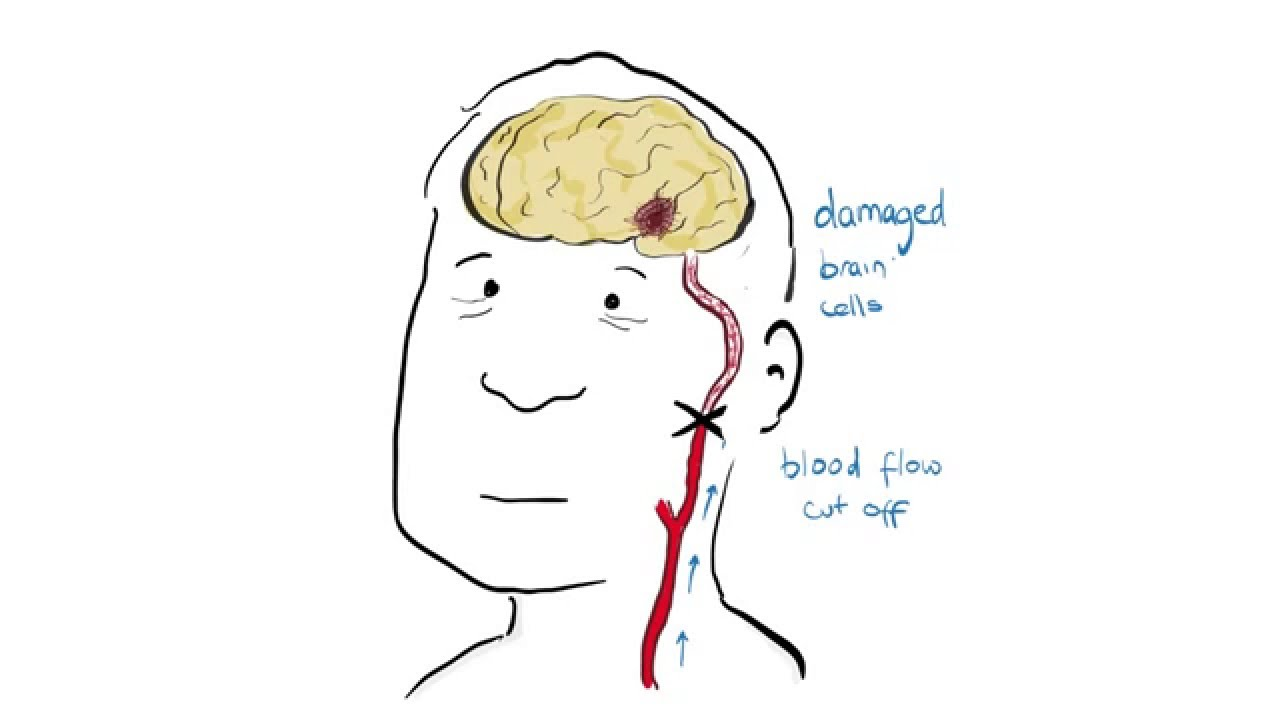 damaged
brain
cells
blood flow
cut off